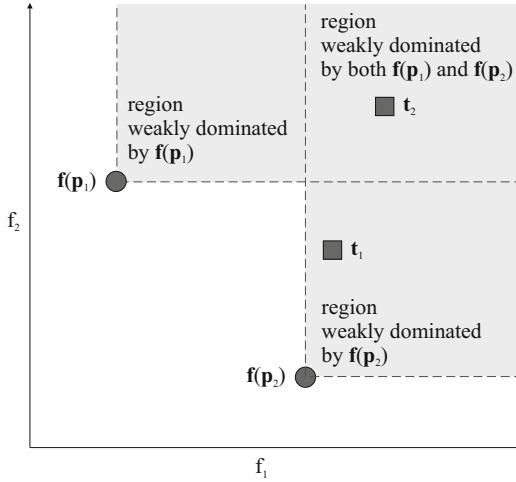 region
weakly dominated
by both f(p₁) and f(p₂)
t₂
region
weakly dominated
by f(p₁)
f(p₁)
f₂
t₁
region
weakly dominated
by f(p₂)
f(p₂)
f₁